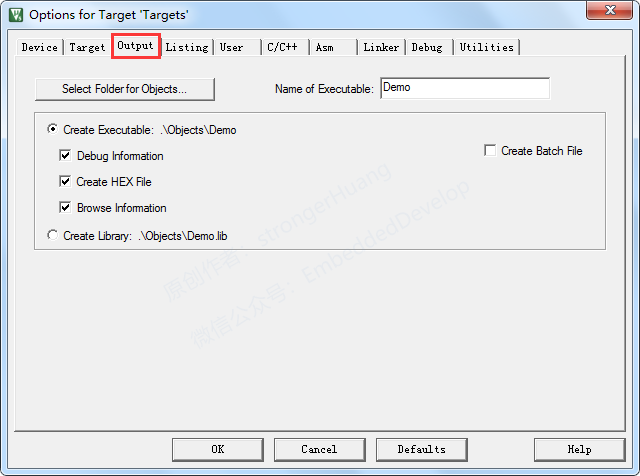 Options for Target 'Targets'
Device Target Output Listing User C/C++ Asm Linker Debug Utilities
Select Folder for Objects... Name of Executable: Demo
Create Executable: .\Objects\Demo
Debug Information Create Batch File
Create HEX File
Browse Information
Create Library: .\Objects\Demo.lib
原创作者: strongerHuang
微信公众号: EmbeddedDevelop
OK Cancel Defaults Help